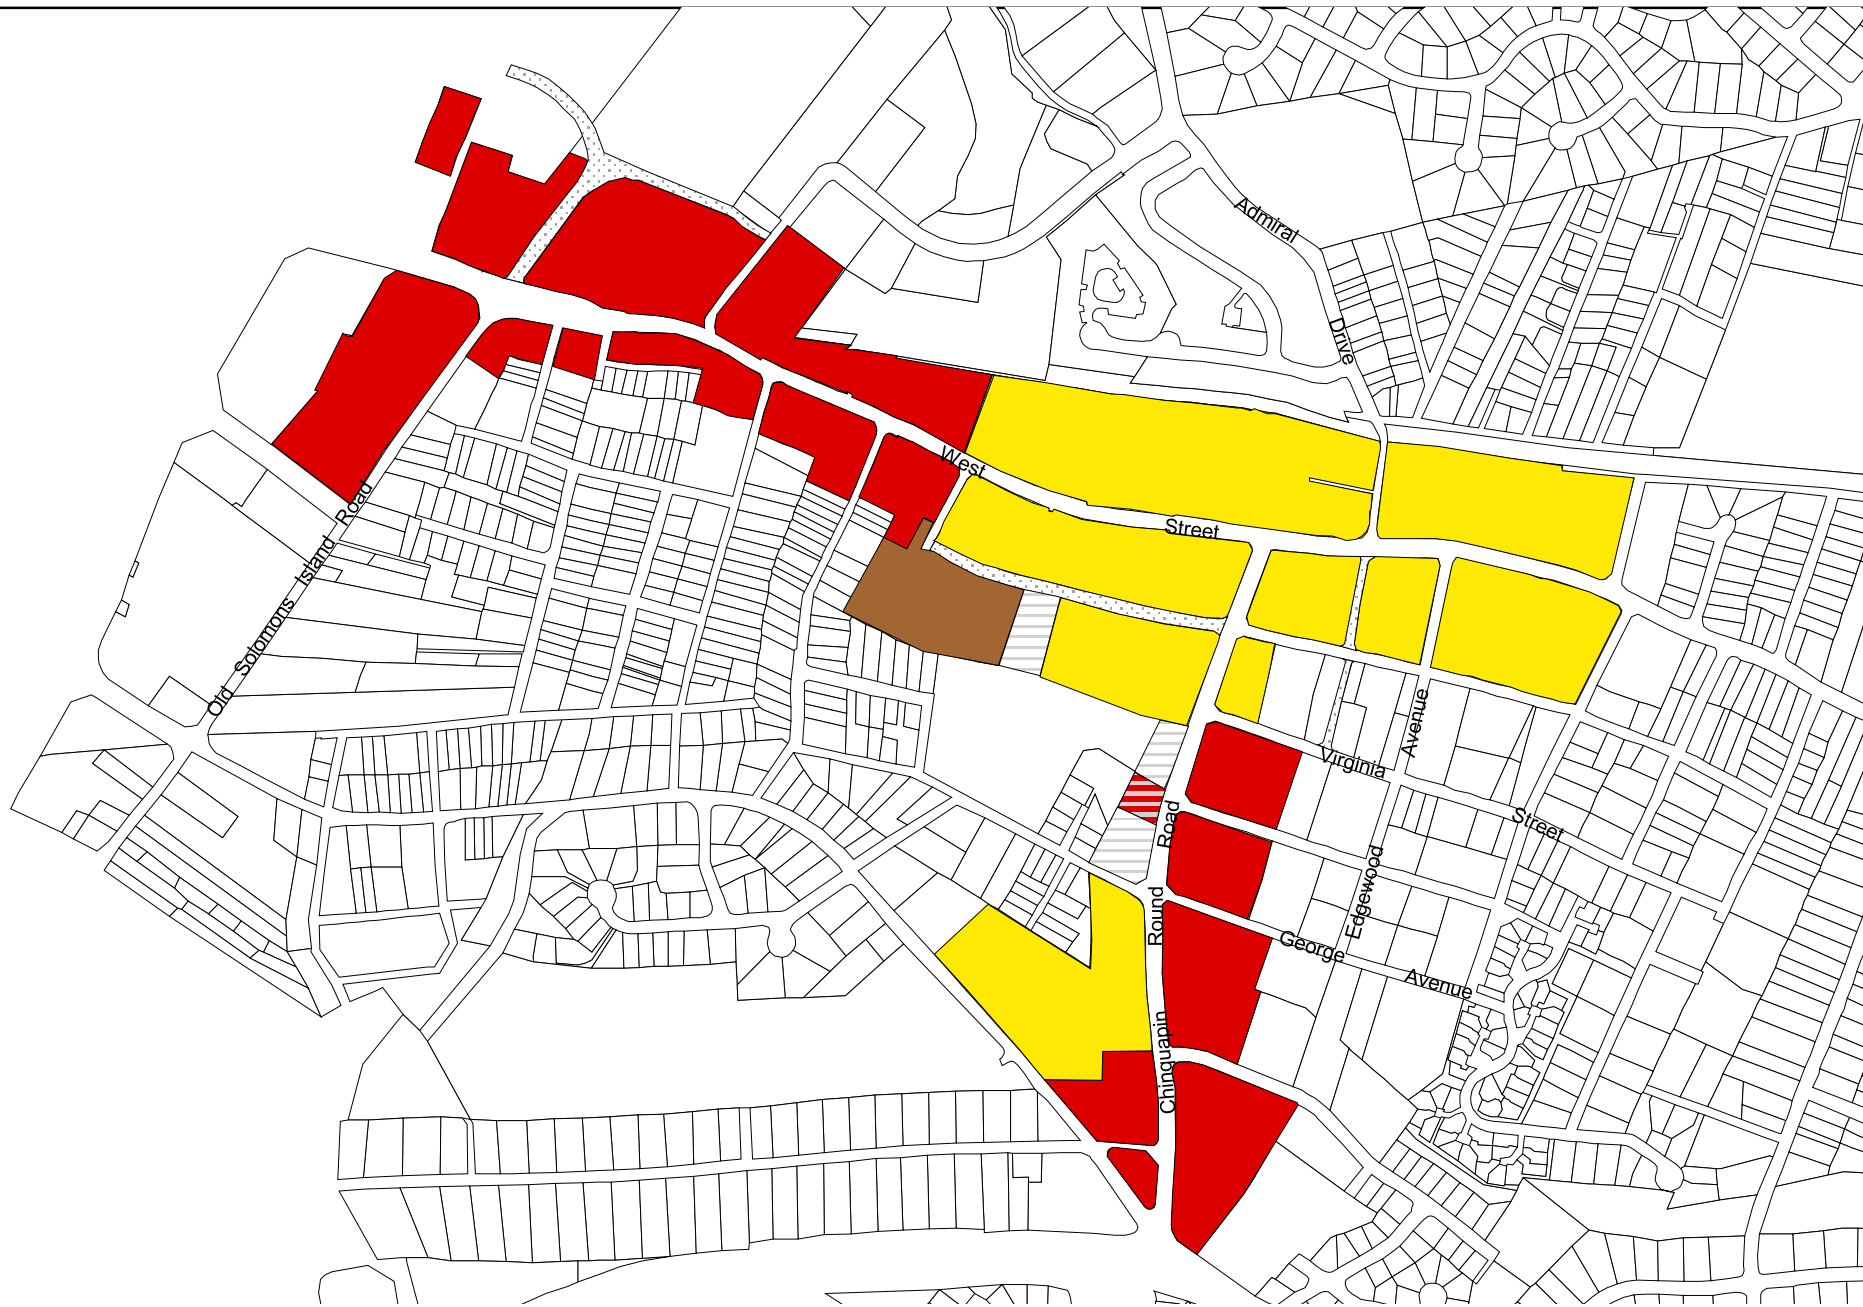 Admiral
Drive
West
Street
Old Solomons Island Road
Avenue
Virginia
Street
Road
Edgewood
Round
George
Avenue
Chinquapin